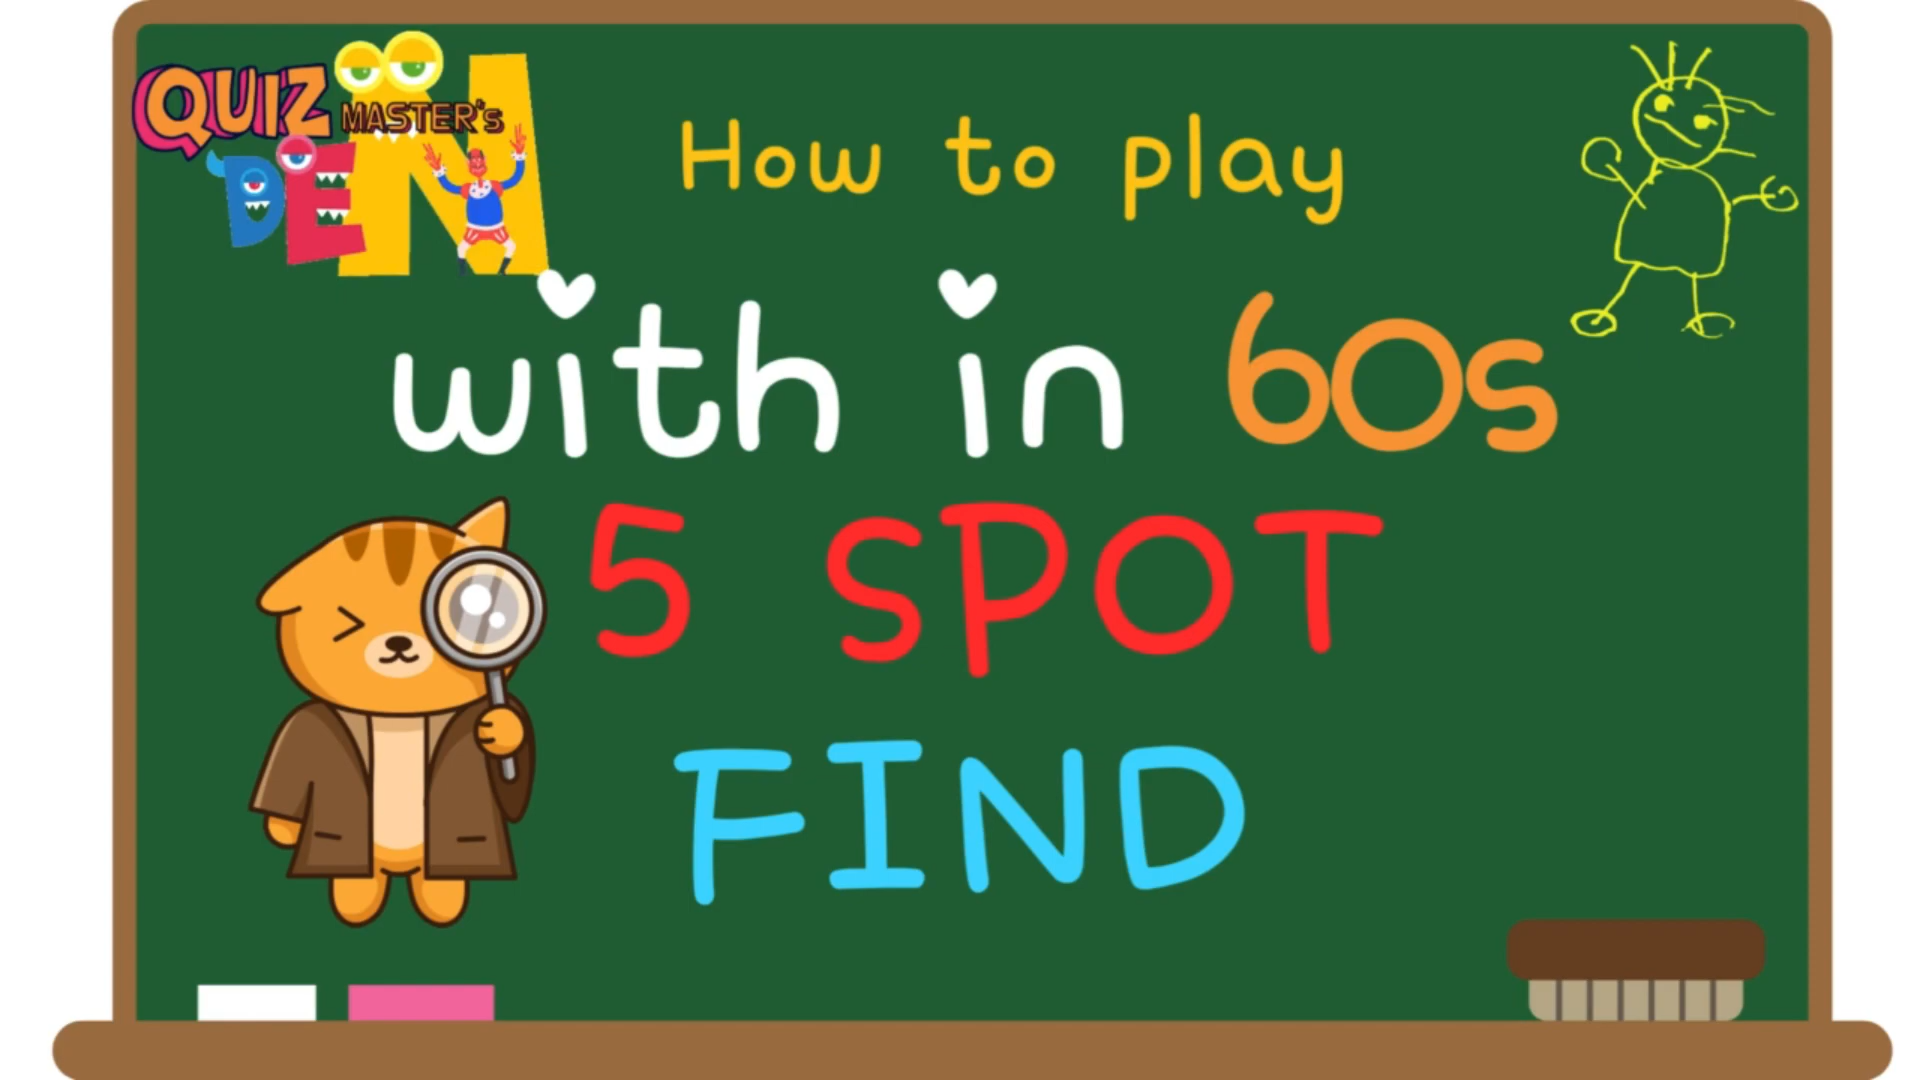 QUIZ MASTER's
DEN
How to play
with in 60s
5 SPOT
FIND